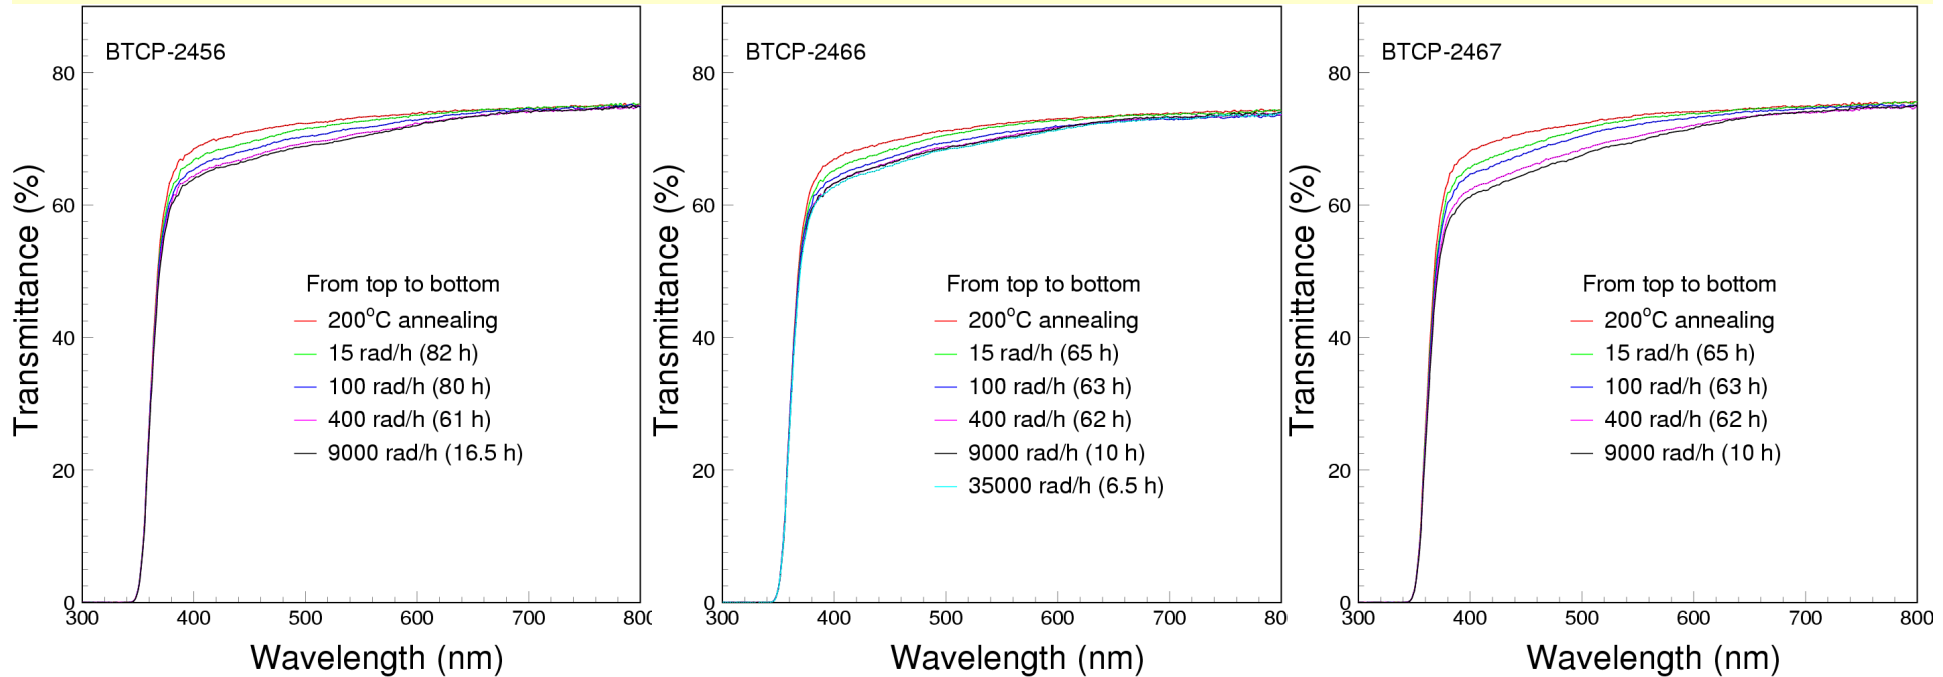 BTCP-2456
Transmittance (%)
80
60
40
20
0
From top to bottom
200°C annealing
15 rad/h (82 h)
100 rad/h (80 h)
400 rad/h (61 h)
9000 rad/h (16.5 h)
300 400 500 600 700 800
Wavelength (nm)
BTCP-2466
Transmittance (%)
80
60
40
20
0
From top to bottom
200°C annealing
15 rad/h (65 h)
100 rad/h (63 h)
400 rad/h (62 h)
9000 rad/h (10 h)
35000 rad/h (6.5 h)
300 400 500 600 700 80
Wavelength (nm)
BTCP-2467
Transmittance (%)
80
60
40
20
0
From top to bottom
200°C annealing
15 rad/h (65 h)
100 rad/h (63 h)
400 rad/h (62 h)
9000 rad/h (10 h)
300 400 500 600 700 800
Wavelength (nm)